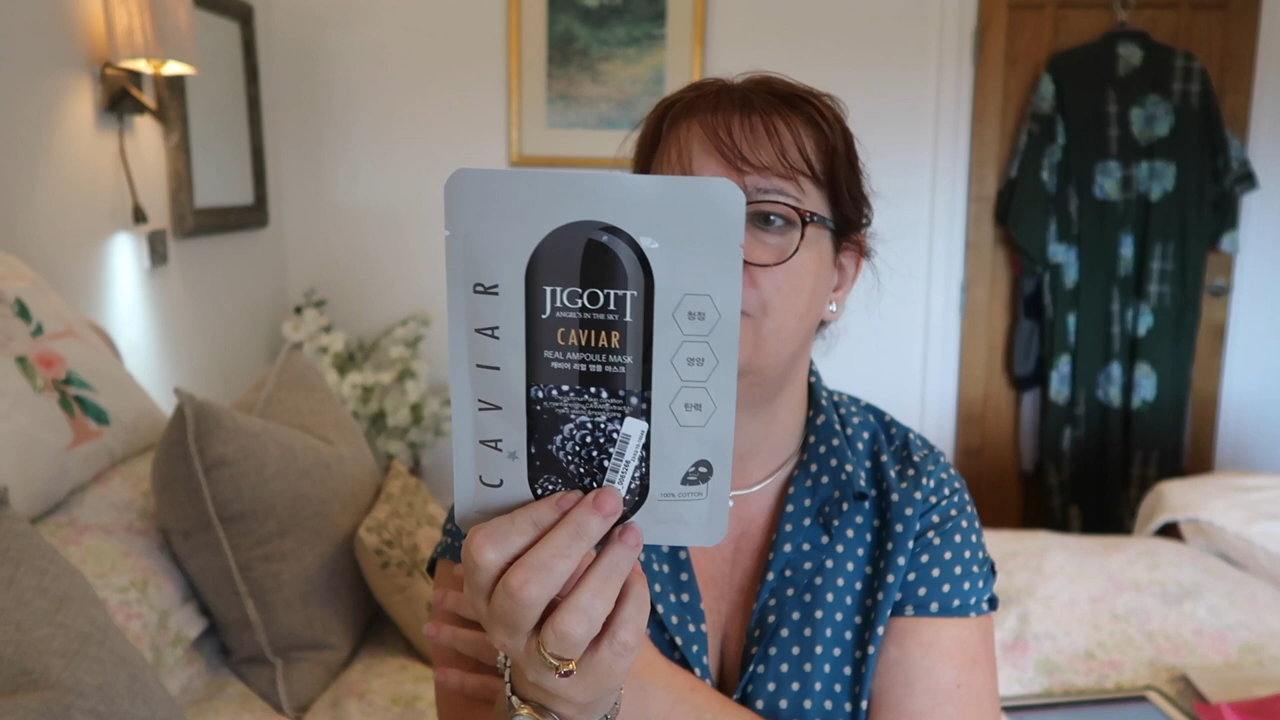 CAVIAR
JIGOTT
ANGEL'S IN THE SKY
CAVIAR
REAL AMPOULE MASK
캐비어 리얼 앰플 마스크
청정
영양
탄력
100% COTTON